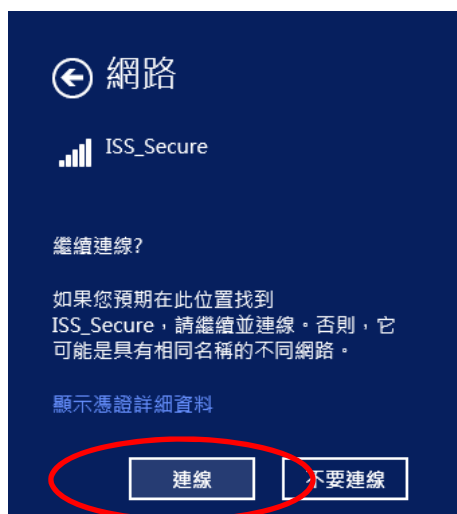 網路
ISS_Secure
繼續連線?
如果您預期在此位置找到
ISS_Secure，請繼續並連線。否則，它
可能是具有相同名稱的不同網路。
顯示憑證詳細資料
連線 不要連線